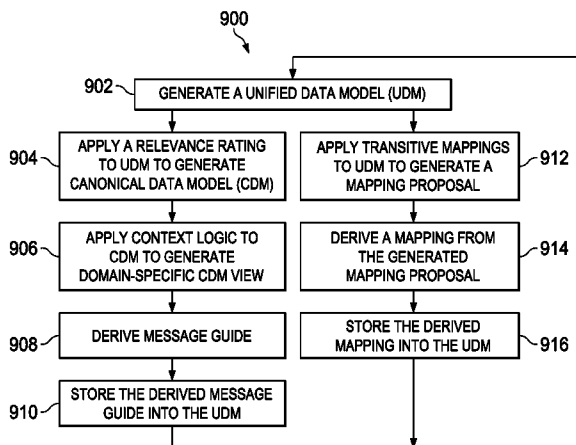 900
902
GENERATE A UNIFIED DATA MODEL (UDM)
904
APPLY A RELEVANCE RATING
TO UDM TO GENERATE
CANONICAL DATA MODEL (CDM)
906
APPLY CONTEXT LOGIC TO
CDM TO GENERATE
DOMAIN-SPECIFIC CDM VIEW
908
DERIVE MESSAGE GUIDE
910
STORE THE DERIVED MESSAGE
GUIDE INTO THE UDM
APPLY TRANSITIVE MAPPINGS
TO UDM TO GENERATE A
MAPPING PROPOSAL
912
DERIVE A MAPPING FROM
THE GENERATED
MAPPING PROPOSAL
914
STORE THE DERIVED
MAPPING INTO THE UDM
916